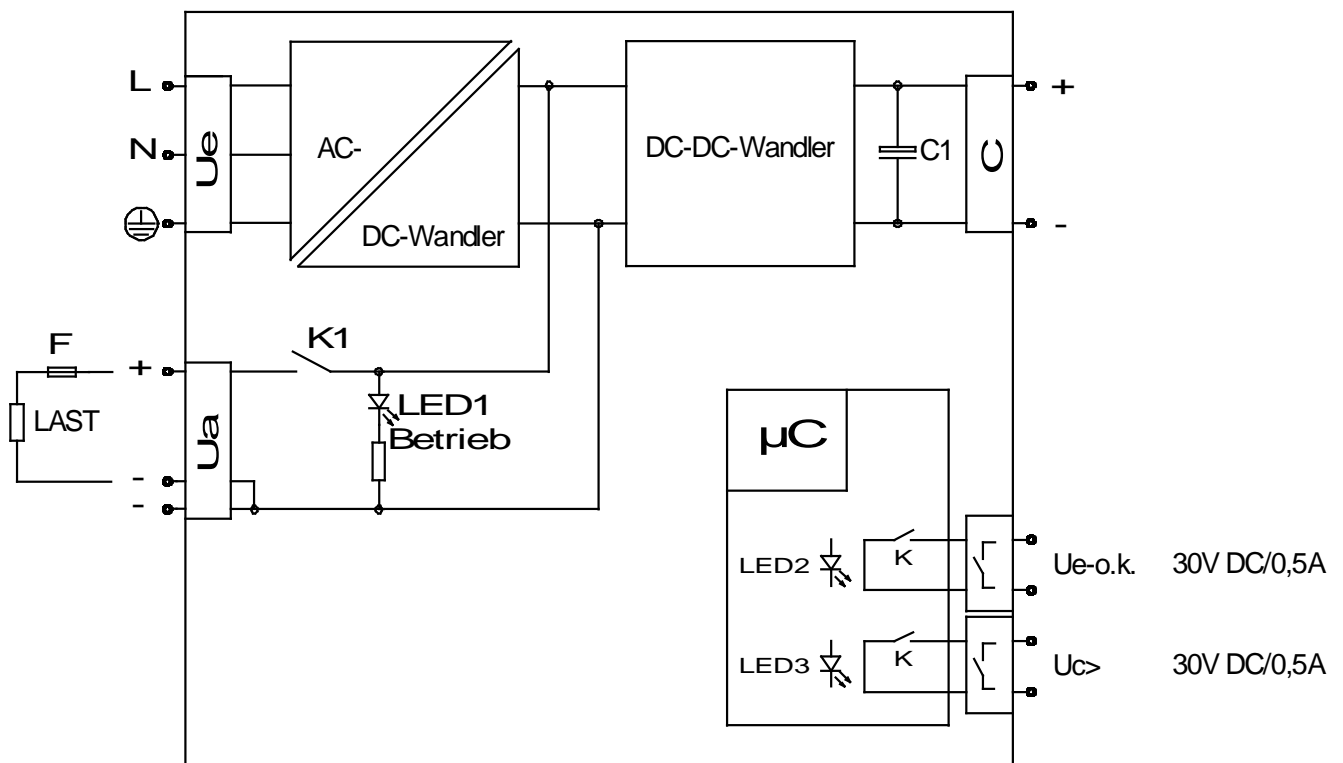 L
+
Ue
N
AC-
DC-Wandler
DC-DC-Wandler
C1
C
-
F
+
K1
LAST
LED1
Betrieb
Ua
-
-
µC
LED2
K
Ue-o.k.
30V DC/0,5A
LED3
K
Uc>
30V DC/0,5A